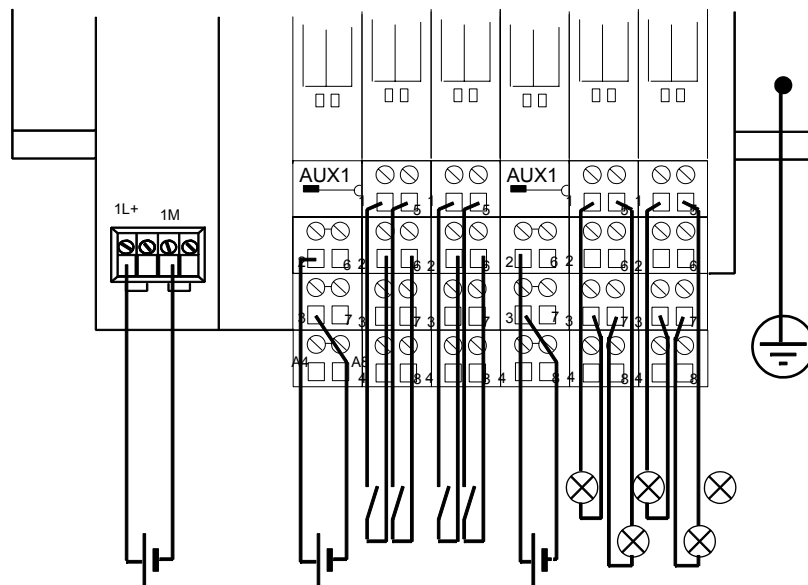 AUX1 AUX1
1 5 1 5 1 5 1 5
1L+ 1M
2 6 2 6 2 6 2 6 2 6 2 6
3 7 3 7 3 7 3 7 3 7 3 7
A4 A8
4 8 4 8 4 8 4 8 4 8